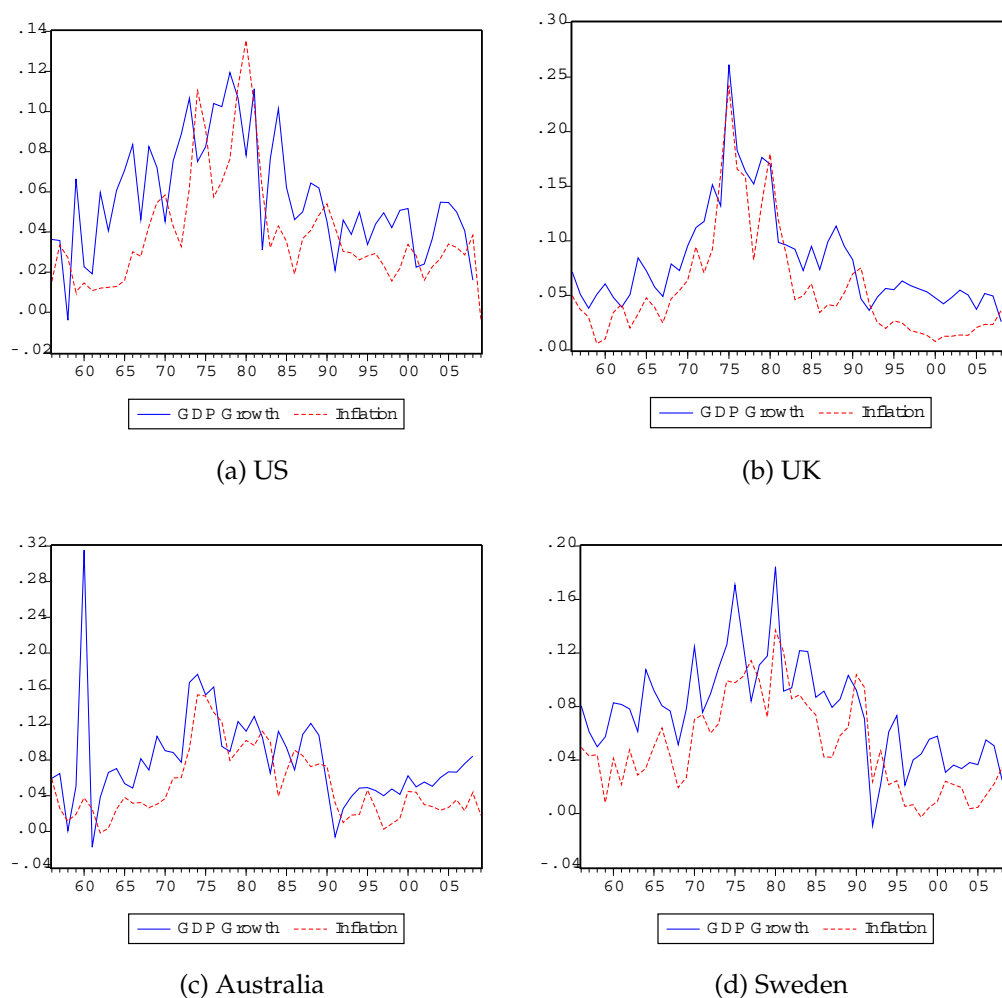 .14
.12
.10
.08
.06
.04
.02
.00
-.02
60 65 70 75 80 85 90 95 00 05
GDP Growth Inflation
(a) US
.30
.25
.20
.15
.10
.05
.00
60 65 70 75 80 85 90 95 00 05
GDP Growth Inflation
(b) UK
.32
.28
.24
.20
.16
.12
.08
.04
.00
-.04
60 65 70 75 80 85 90 95 00 05
GDP Growth Inflation
(c) Australia
.20
.16
.12
.08
.04
.00
-.04
60 65 70 75 80 85 90 95 00 05
GDP Growth Inflation
(d) Sweden